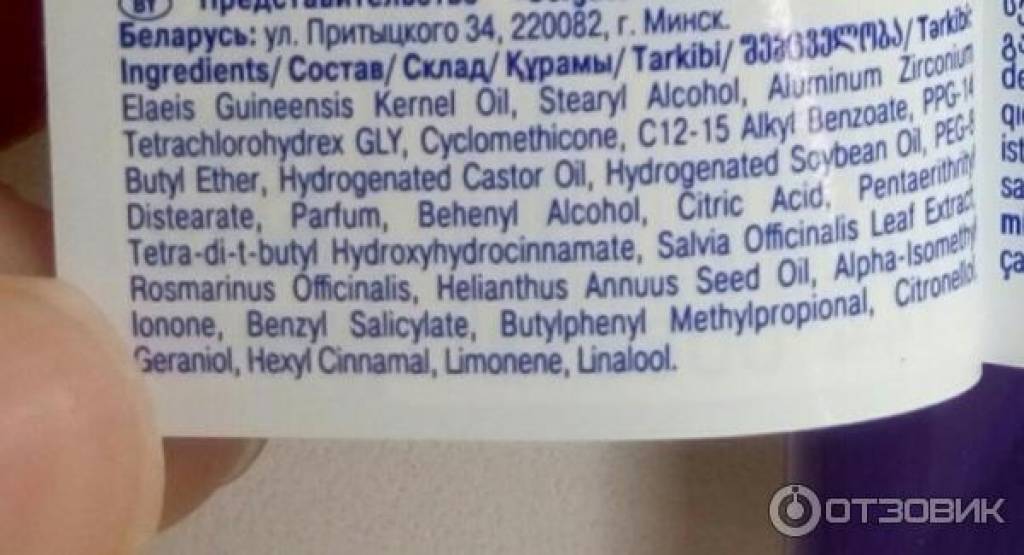 BY
Беларусь: ул. Притыцкого 34, 220082, г. Минск.
Ingredients/ Состав/ Склад/ Құрамы/ Tarkibi/ შემადგენლობა/ Tarkibi:
Elaeis Guineensis Kernel Oil, Stearyl Alcohol, Aluminum Zirconium
Tetrachlorohydrex GLY, Cyclomethicone, C12-15 Alkyl Benzoate, PPG-14
Butyl Ether, Hydrogenated Castor Oil, Hydrogenated Soybean Oil, PEG-8
Distearate, Parfum, Behenyl Alcohol, Citric Acid, Pentaerithrityl
Tetra-di-t-butyl Hydroxyhydrocinnamate, Salvia Officinalis Leaf Extract,
Rosmarinus Officinalis, Helianthus Annuus Seed Oil, Alpha-Isomethyl
Ionone, Benzyl Salicylate, Butylphenyl Methylpropional, Citronellol,
Geraniol, Hexyl Cinnamal, Limonene, Linalool.
ОТЗОВИК